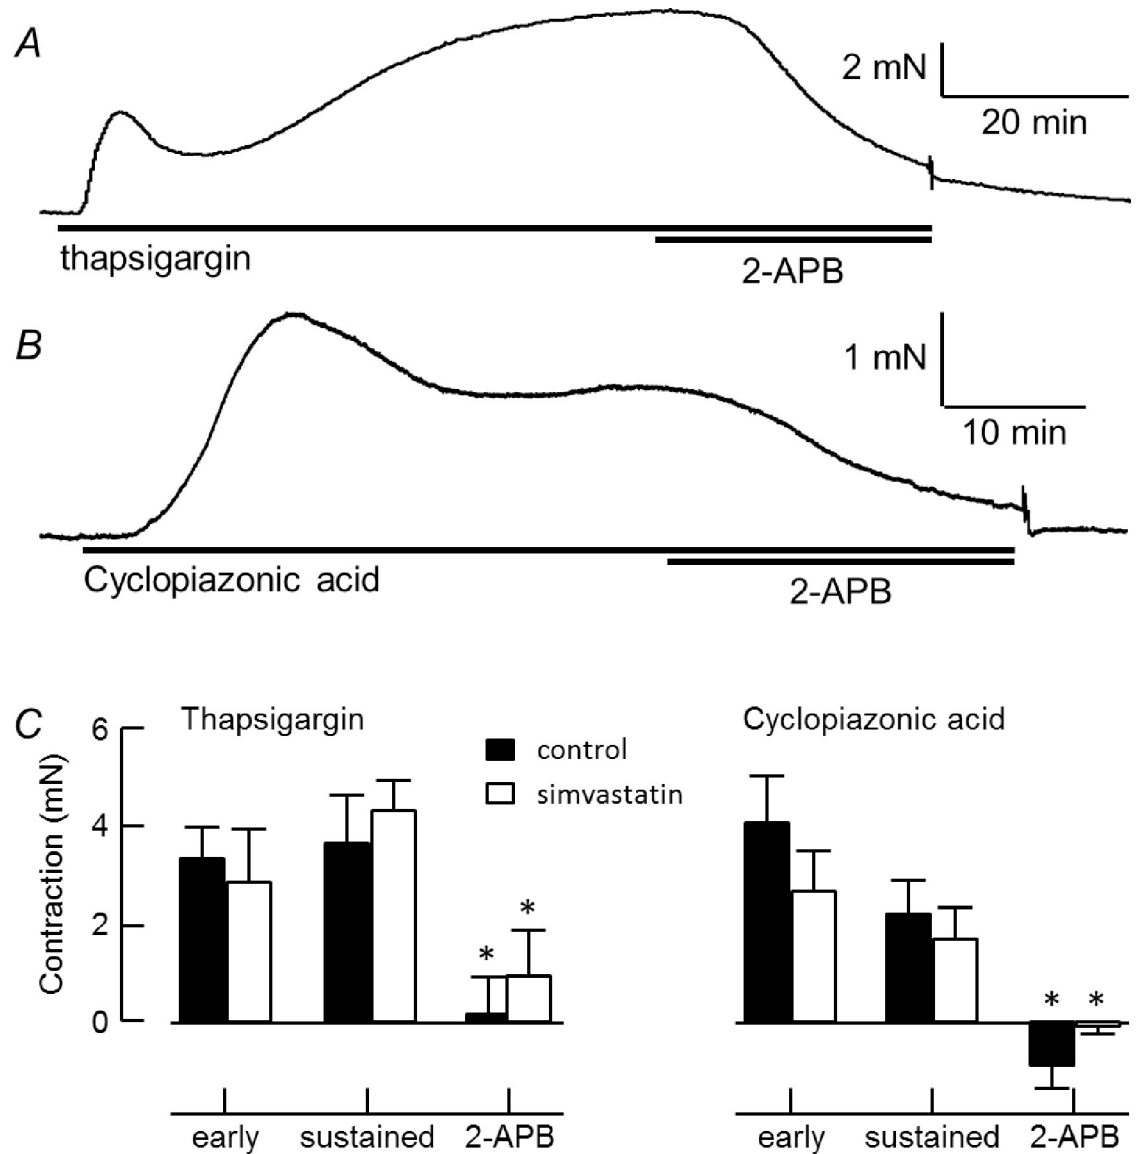 A
2 mN
20 min
thapsigargin
2-APB
B
1 mN
10 min
Cyclopiazonic acid
2-APB
C
Thapsigargin
Cyclopiazonic acid
control
simvastatin
Contraction (mN)
6
4
2
0
*
*
*
*
early
sustained
2-APB
early
sustained
2-APB